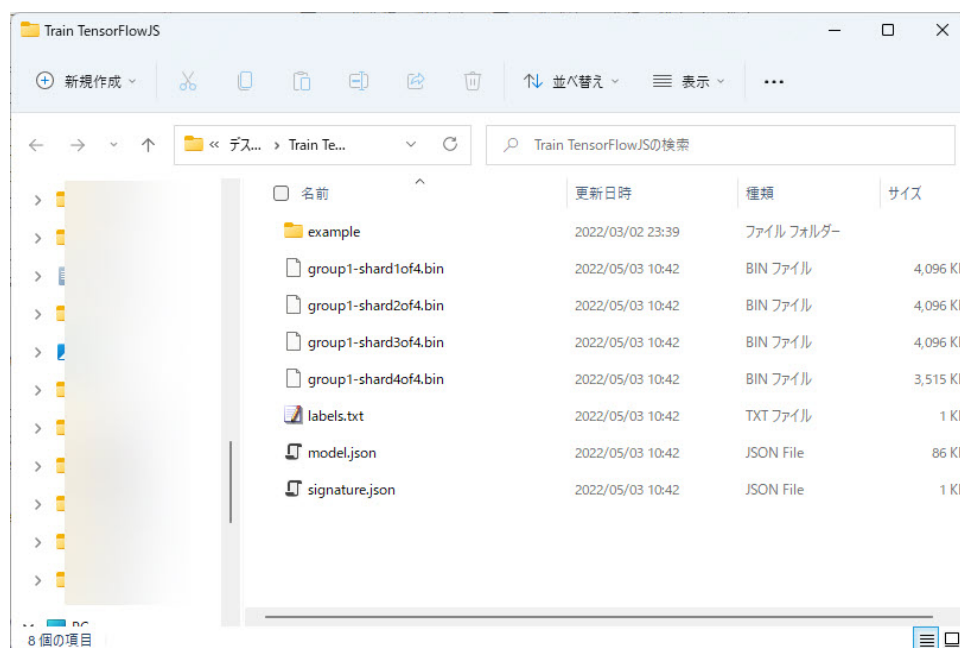 Train TensorFlowJS
新規作成 並べ替え 表示 •••
« デス... › Train Te... Train TensorFlowJSの検索
名前 更新日時 種類 サイズ
example 2022/03/02 23:39 ファイル フォルダー
group1-shard1of4.bin 2022/05/03 10:42 BIN ファイル 4,096
group1-shard2of4.bin 2022/05/03 10:42 BIN ファイル 4,096
group1-shard3of4.bin 2022/05/03 10:42 BIN ファイル 4,096
group1-shard4of4.bin 2022/05/03 10:42 BIN ファイル 3,515
labels.txt 2022/05/03 10:42 TXT ファイル 1
model.json 2022/05/03 10:42 JSON File 86
signature.json 2022/05/03 10:42 JSON File 1
8 個の項目